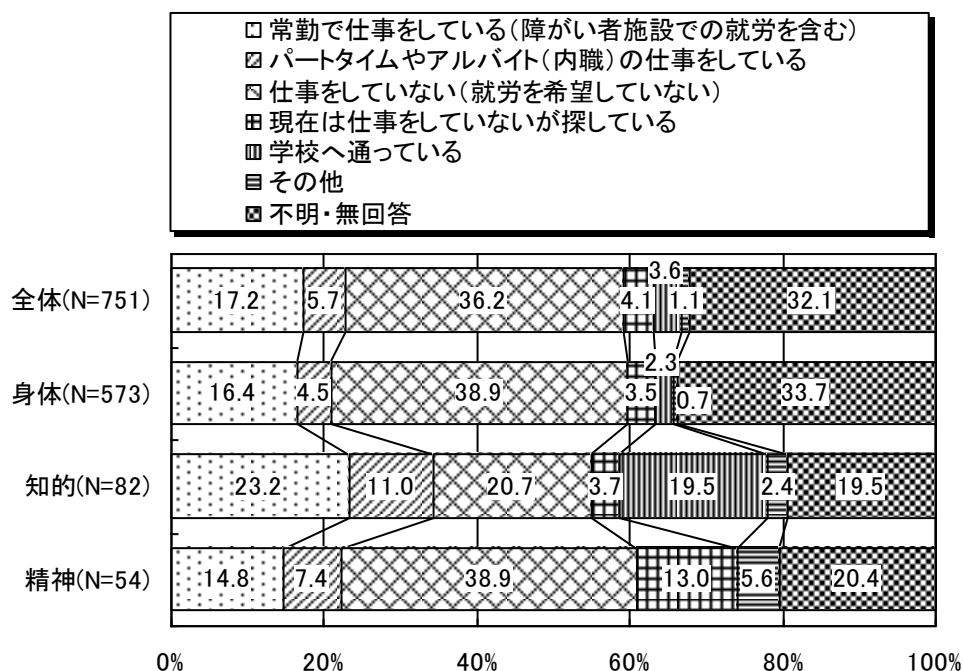 常勤で仕事をしている(障がい者施設での就労を含む)
パートタイムやアルバイト(内職)の仕事をしている
仕事をしていない(就労を希望していない)
現在は仕事をしていないが探している
学校へ通っている
その他
不明・無回答
全体(N=751) 17.2 5.7 36.2 4.1 3.6 1.1 32.1
身体(N=573) 16.4 4.5 38.9 3.5 2.3 0.7 33.7
知的(N=82) 23.2 11.0 20.7 3.7 19.5 2.4 19.5
精神(N=54) 14.8 7.4 38.9 13.0 5.6 20.4
0% 20% 40% 60% 80% 100%